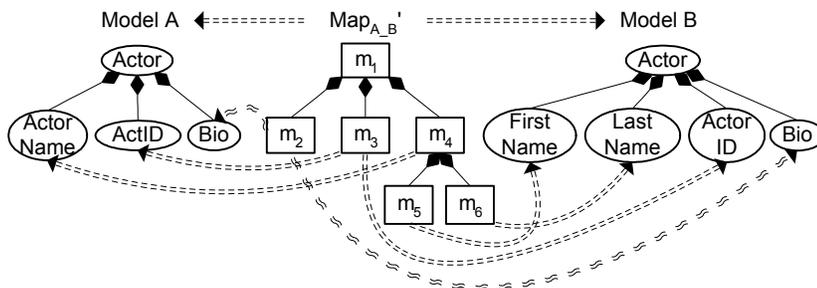 Model A
Map_A_B'
Model B
Actor
m1
Actor
Actor
Name
ActID
Bio
m2
m3
m4
First
Name
Last
Name
Actor
ID
Bio
m5
m6